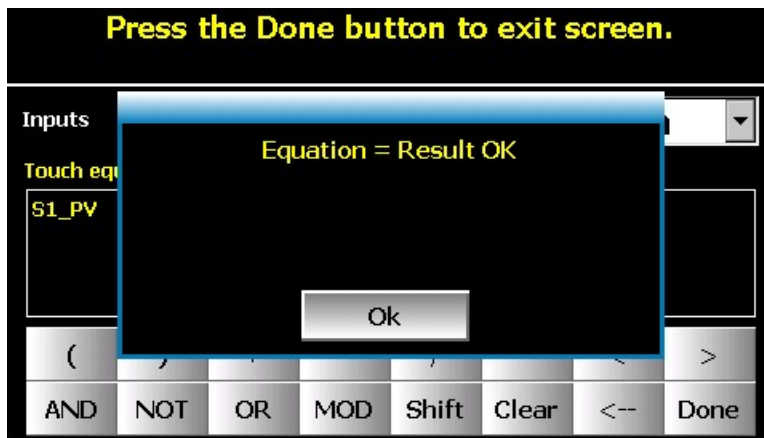 Press the Done button to exit screen.
Inputs
Equation = Result OK
Touch equ
S1_PV
Ok
( >
AND NOT OR MOD Shift Clear <-- Done